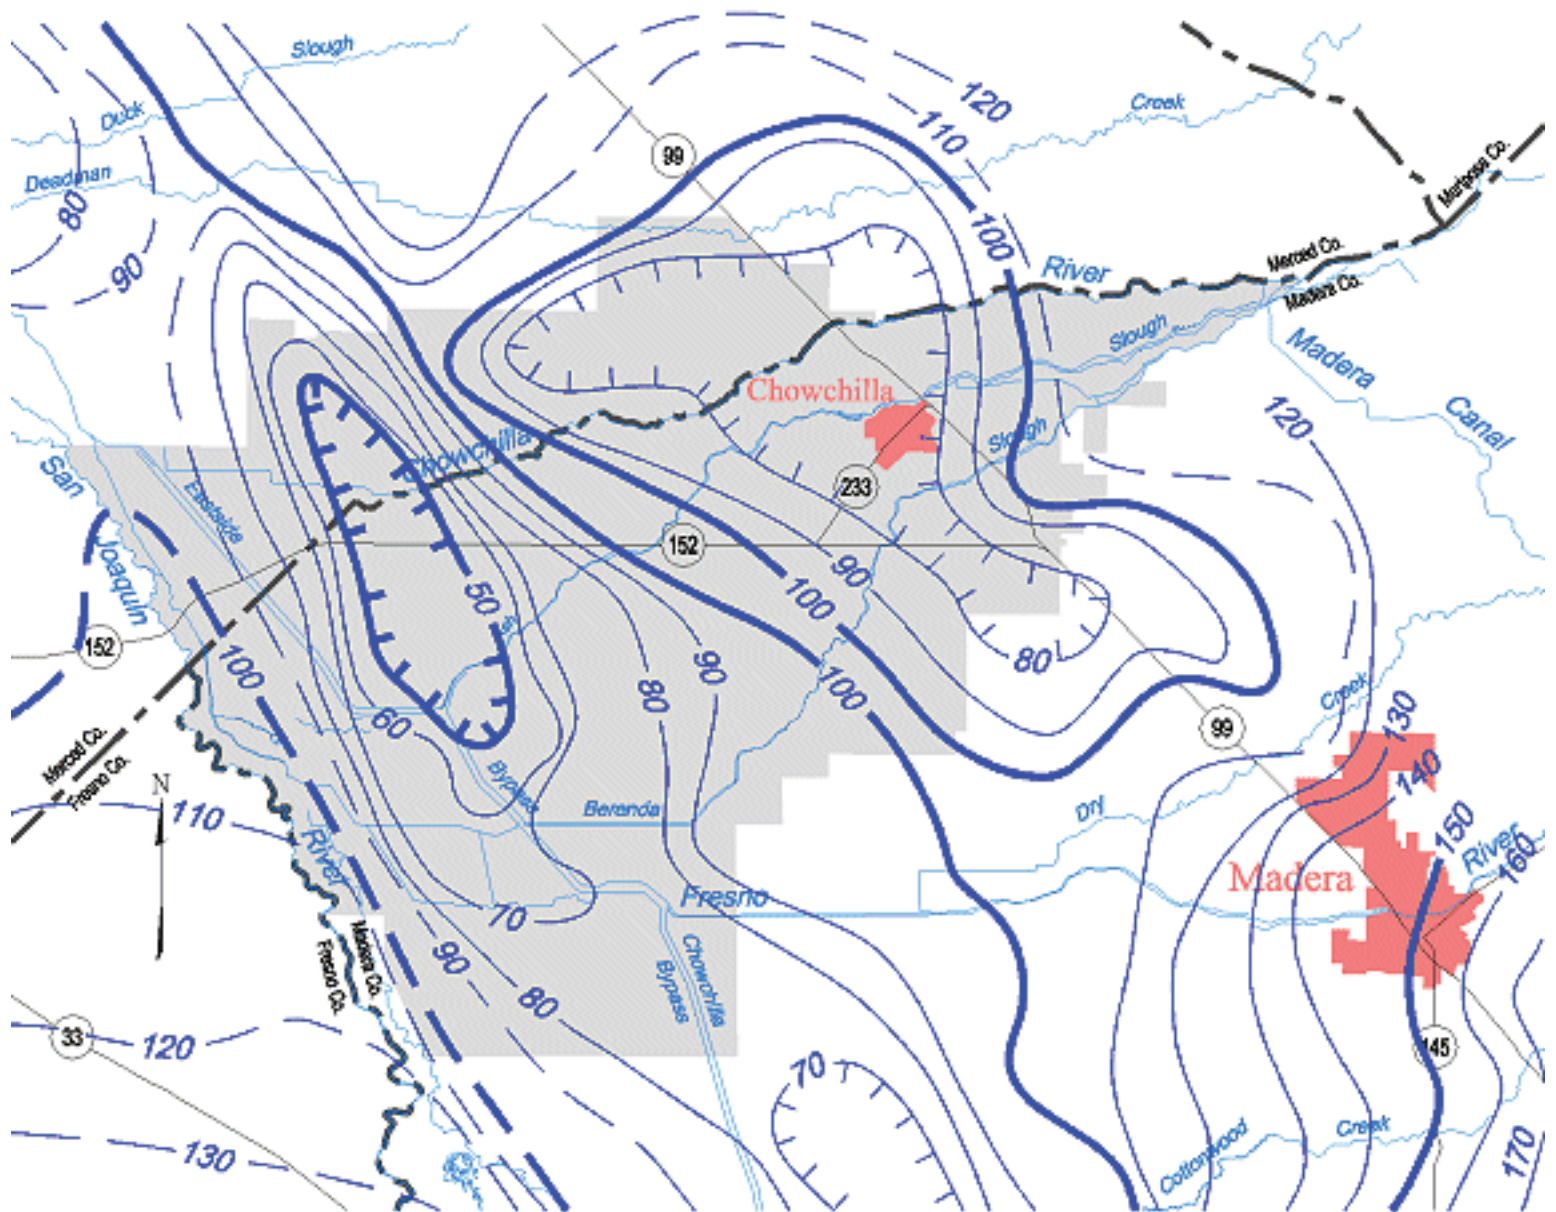 Slough
Duck
Deadman
80
90
99
120
110
100
Creek
Mariposa Co.
Merced Co.
Madera Co.
River
Slough
Madera
Canal
Chowchilla
Chowchilla
Slough
120
233
San
Joaquin
Eastside
152
152
50
90
100
80
100
90
80
100
60
152
Merced Co.
Fresno Co.
N
110
River
Bypass
Berenda
99
Creek
130
140
150
160
River
Dry
Madera
Fresno
70
90
80
Madera Co.
Fresno Co.
Chowchilla
Bypass
33
120
130
70
145
Cottonwood
Creek
170